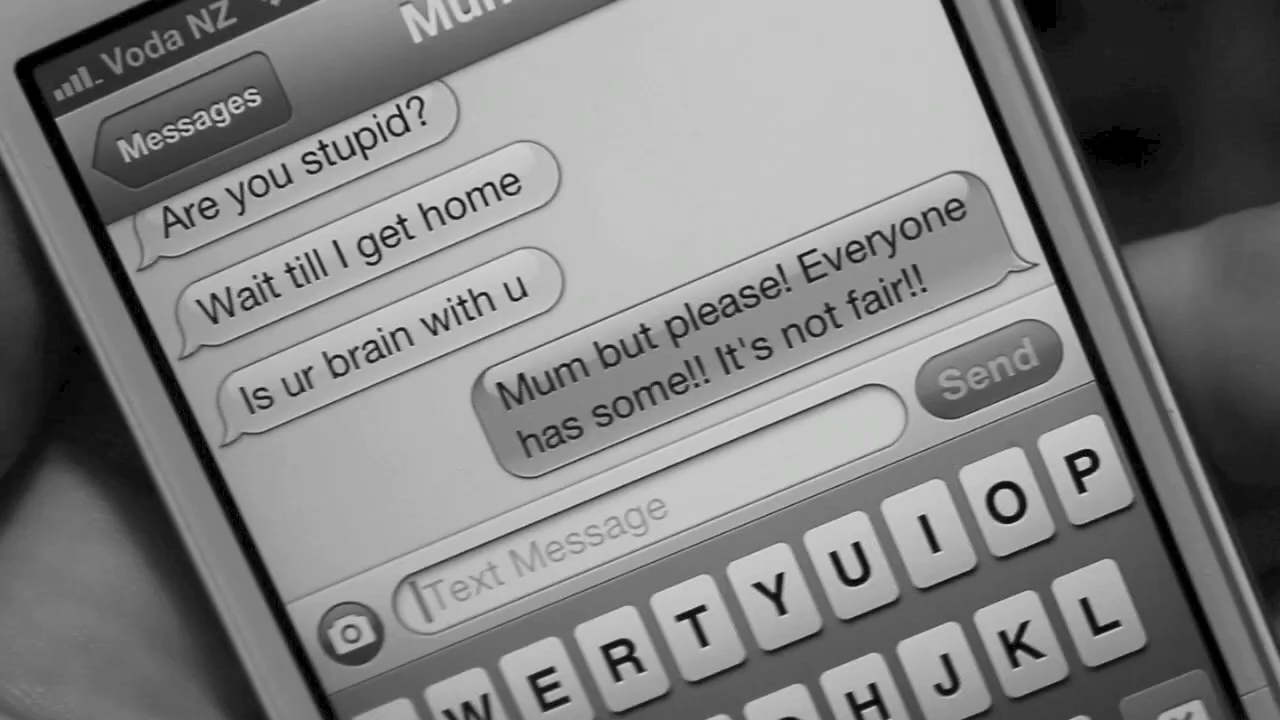 Voda NZ
Messages
Mum
Are you stupid?
Wait till I get home
Is ur brain with u
Mum but please! Everyone
has some!! It's not fair!!
Text Message
Send
W E R T Y U I O P
H J K L